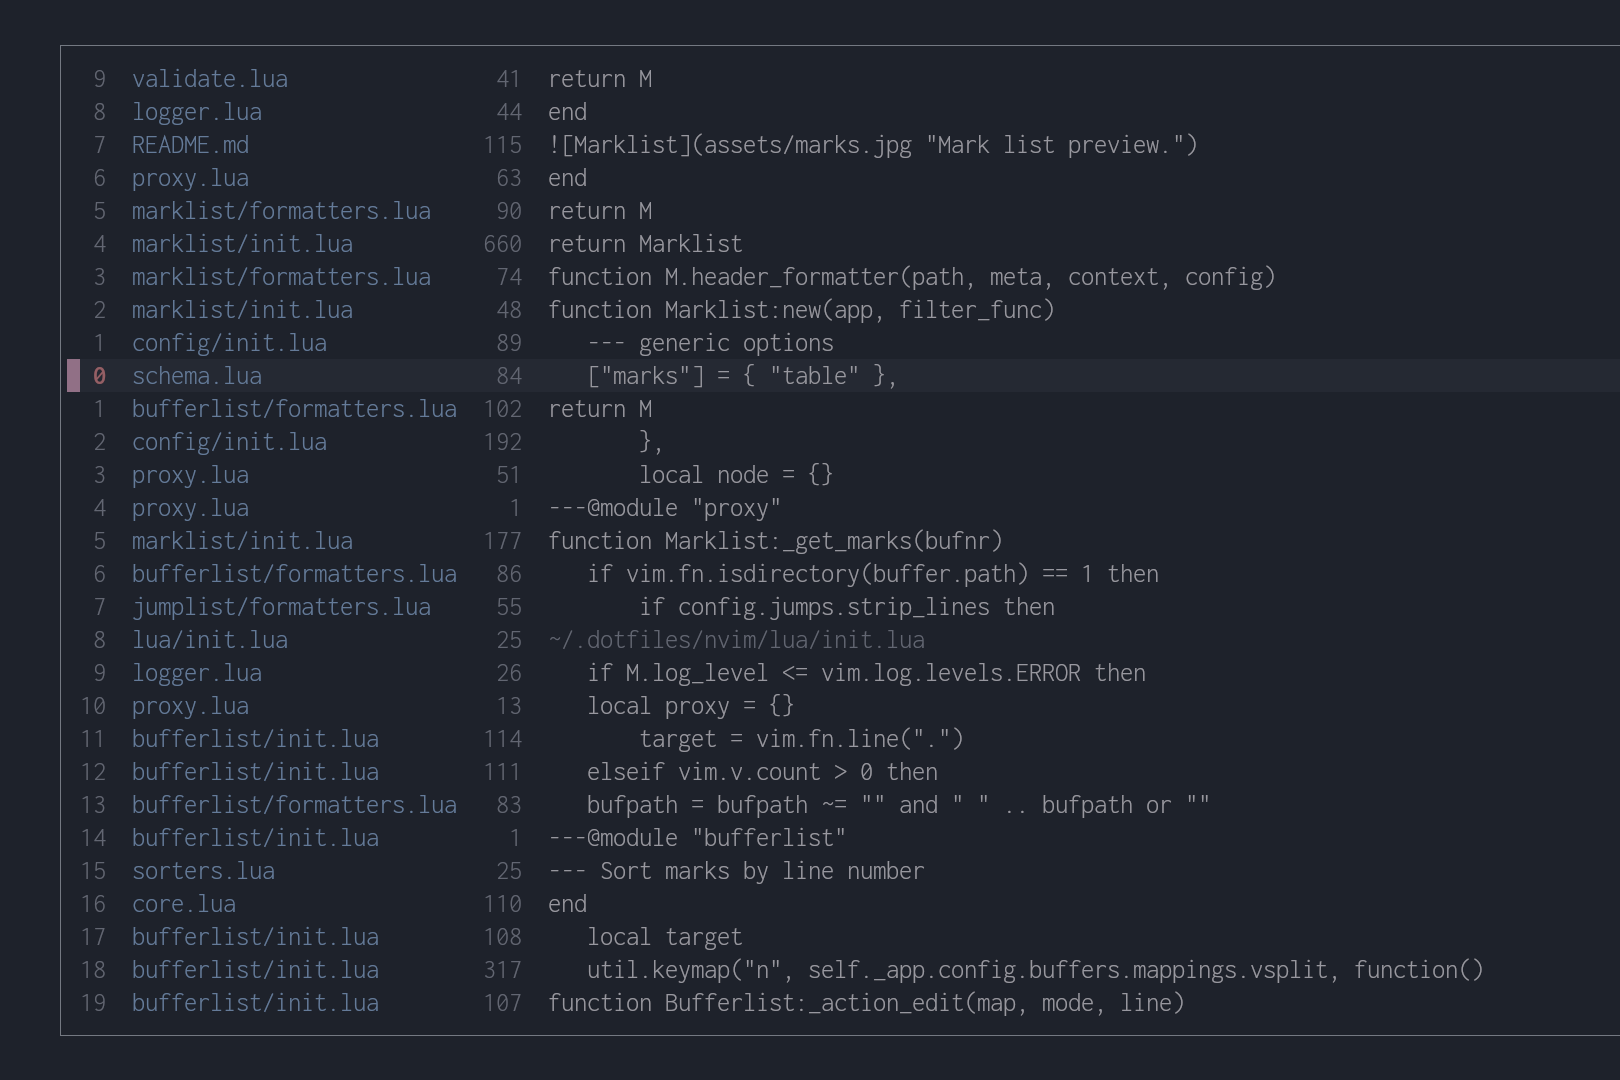 9 validate.lua 41 return M
8 logger.lua 44 end
7 README.md 115 ![Marklist](assets/marks.jpg "Mark list preview.")
6 proxy.lua 63 end
5 marklist/formatters.lua 90 return M
4 marklist/init.lua 660 return Marklist
3 marklist/formatters.lua 74 function M.header_formatter(path, meta, context, config)
2 marklist/init.lua 48 function Marklist:new(app, filter_func)
1 config/init.lua 89 --- generic options
0 schema.lua 84 ["marks"] = { "table" },
1 bufferlist/formatters.lua 102 return M
2 config/init.lua 192 },
3 proxy.lua 51 local node = {}
4 proxy.lua 1 ---@module "proxy"
5 marklist/init.lua 177 function Marklist:_get_marks(bufnr)
6 bufferlist/formatters.lua 86 if vim.fn.isdirectory(buffer.path) == 1 then
7 jumplist/formatters.lua 55 if config.jumps.strip_lines then
8 lua/init.lua 25 ~/.dotfiles/nvim/lua/init.lua
9 logger.lua 26 if M.log_level <= vim.log.levels.ERROR then
10 proxy.lua 13 local proxy = {}
11 bufferlist/init.lua 114 target = vim.fn.line(".")
12 bufferlist/init.lua 111 elseif vim.v.count > 0 then
13 bufferlist/formatters.lua 83 bufpath = bufpath ~= "" and " " .. bufpath or ""
14 bufferlist/init.lua 1 ---@module "bufferlist"
15 sorters.lua 25 --- Sort marks by line number
16 core.lua 110 end
17 bufferlist/init.lua 108 local target
18 bufferlist/init.lua 317 util.keymap("n", self._app.config.buffers.mappings.vsplit, function()
19 bufferlist/init.lua 107 function Bufferlist:_action_edit(map, mode, line)